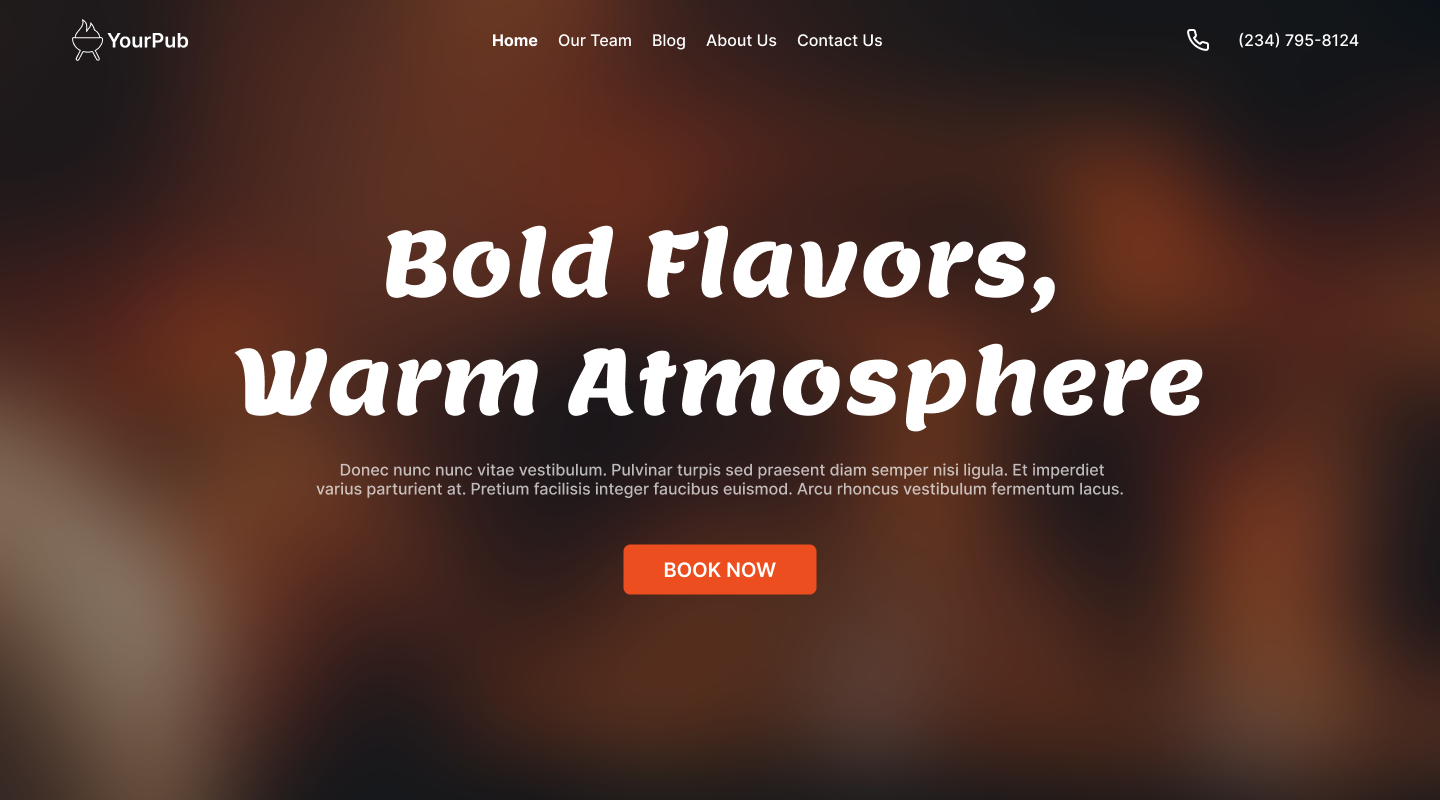 YourPub
Home Our Team Blog About Us Contact Us
(234) 795-8124
Bold Flavors,
Warm Atmosphere
Donec nunc nunc vitae vestibulum. Pulvinar turpis sed praesent diam semper nisi ligula. Et imperdiet
varius parturient at. Pretium facilisis integer faucibus euismod. Arcu rhoncus vestibulum fermentum lacus.
BOOK NOW